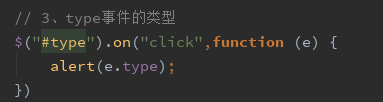 // 3、type事件的类型
$("#type").on("click",function (e) {
    alert(e.type);
})